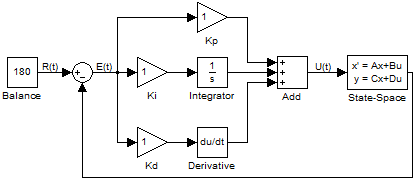 1
Kp
180
R(t)
+
−
E(t)
1
1
s
+
+
+
U(t)
x' = Ax+Bu
y = Cx+Du
Balance
Ki
Integrator
Add
State-Space
1
du/dt
Kd
Derivative